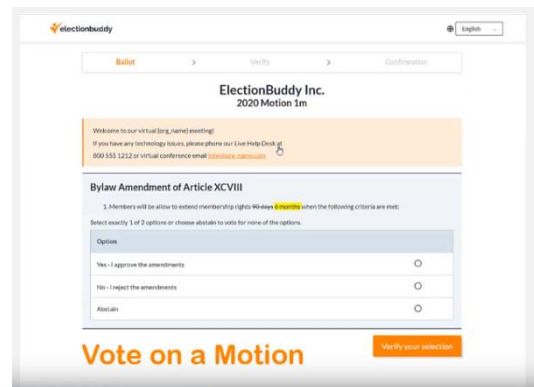 electionbuddy
English
Ballot > Verify > Confirmation
ElectionBuddy Inc.
2020 Motion 1m
Welcome to our virtual [org_name] meeting!
If you have any technology issues, please phone our Live Help Desk at
800 555 1212 or virtual conference email
Bylaw Amendment of Article XCVIII
1. Members will be allow to extend membership rights 90 days 6 months when the following criteria are met:
Select exactly 1 of 2 options or choose abstain to vote for none of the options.
Option
Yes - I approve the amendments
No - I reject the amendments
Abstain
Vote on a Motion
Verify your selection